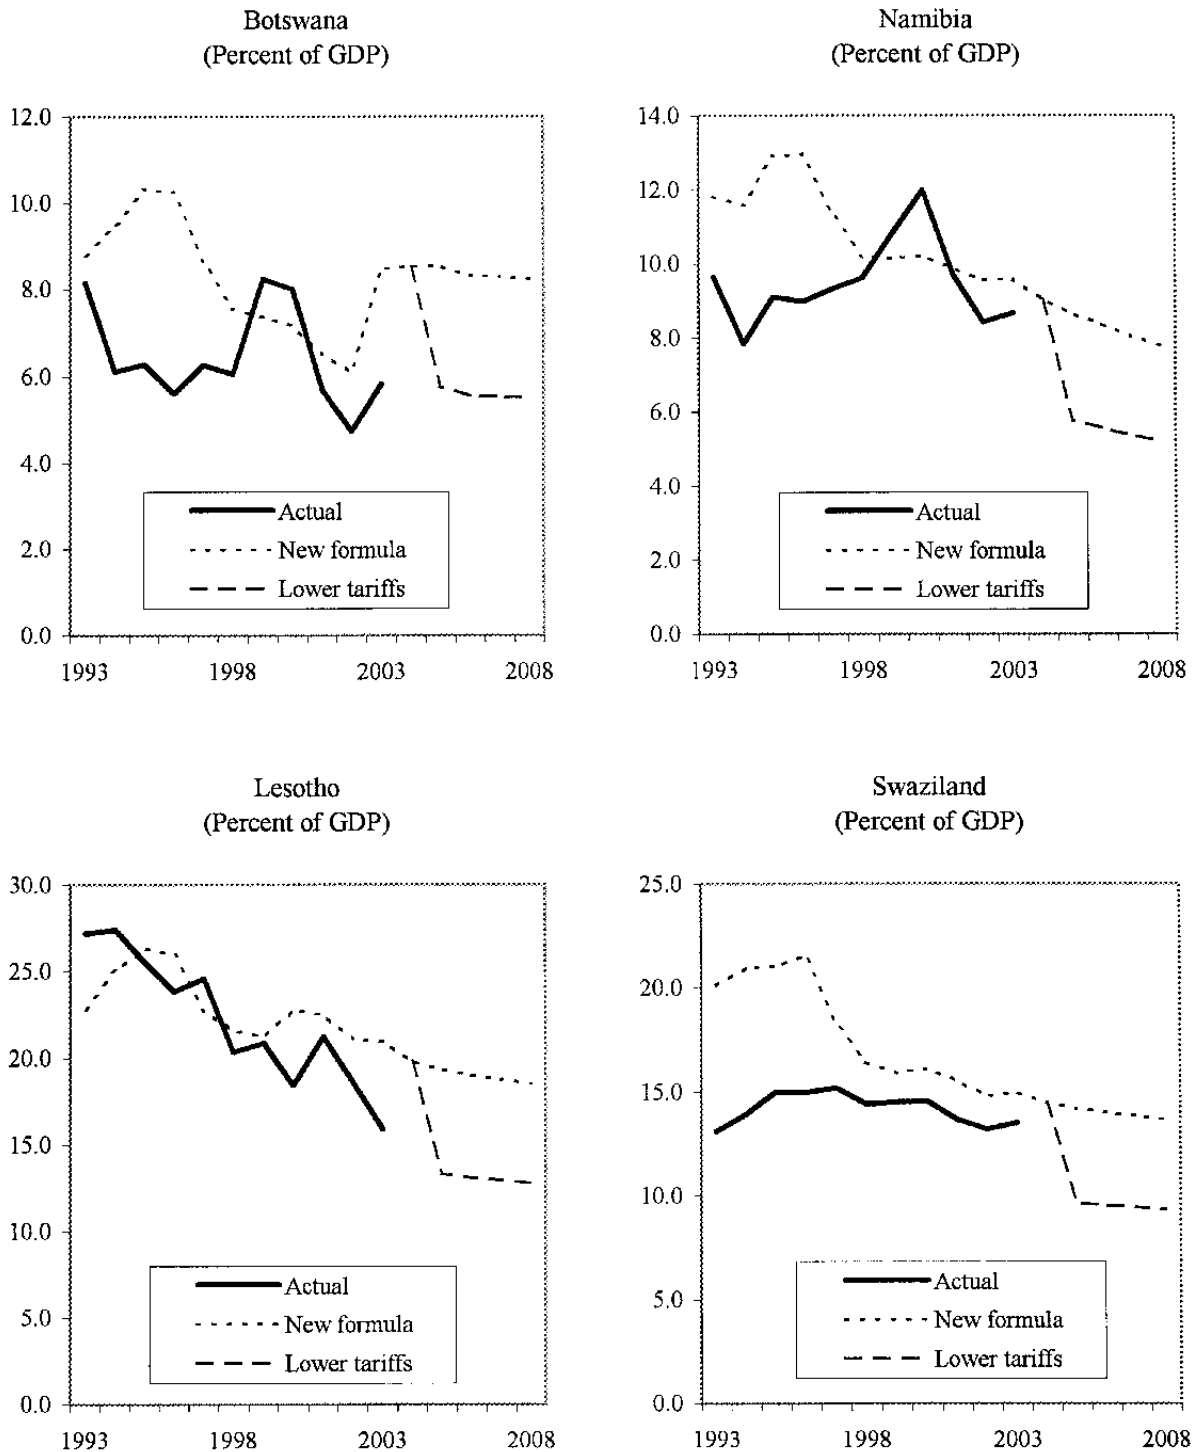 Botswana
(Percent of GDP)
12.0
10.0
8.0
6.0
4.0
2.0
0.0
Actual
New formula
Lower tariffs
1993 1998 2003 2008
Namibia
(Percent of GDP)
14.0
12.0
10.0
8.0
6.0
4.0
2.0
0.0
Actual
New formula
Lower tariffs
1993 1998 2003 2008
Lesotho
(Percent of GDP)
30.0
25.0
20.0
15.0
10.0
5.0
0.0
Actual
New formula
Lower tariffs
1993 1998 2003 2008
Swaziland
(Percent of GDP)
25.0
20.0
15.0
10.0
5.0
0.0
Actual
New formula
Lower tariffs
1993 1998 2003 2008